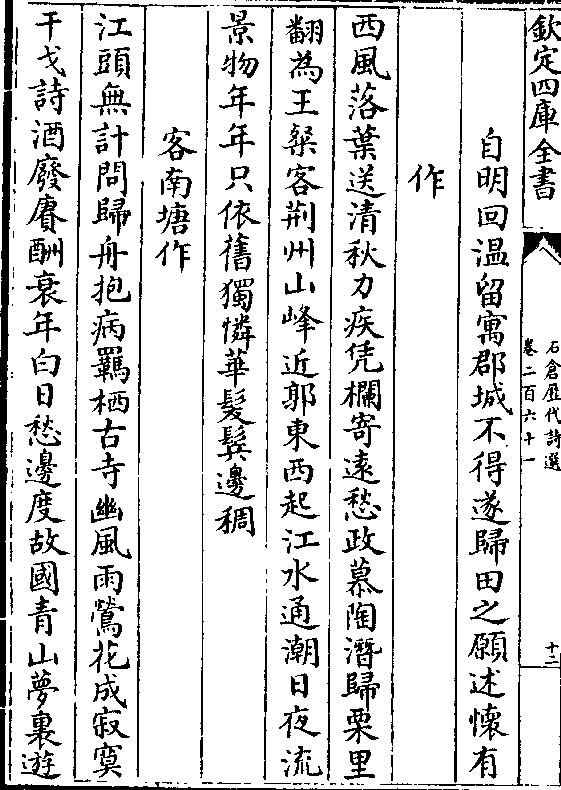 欽定四庫全書
石倉歷代詩選
卷二百六十一
十二
自明回温留寓郡城不得遂歸田之願述懐有
作
西風落葉送清秋力疾凭欄寄逺愁政慕陶潛歸栗里
翻為王粲客荆州山峰近郭東西起江水通潮日夜流
景物年年只依舊獨憐華髮鬂邊稠
客南塘作
江頭無計問歸舟抱病羈栖古寺幽風雨鶯花成寂寞
干戈詩酒廢賡酬衰年白日愁邊度故國青山夢裏遊